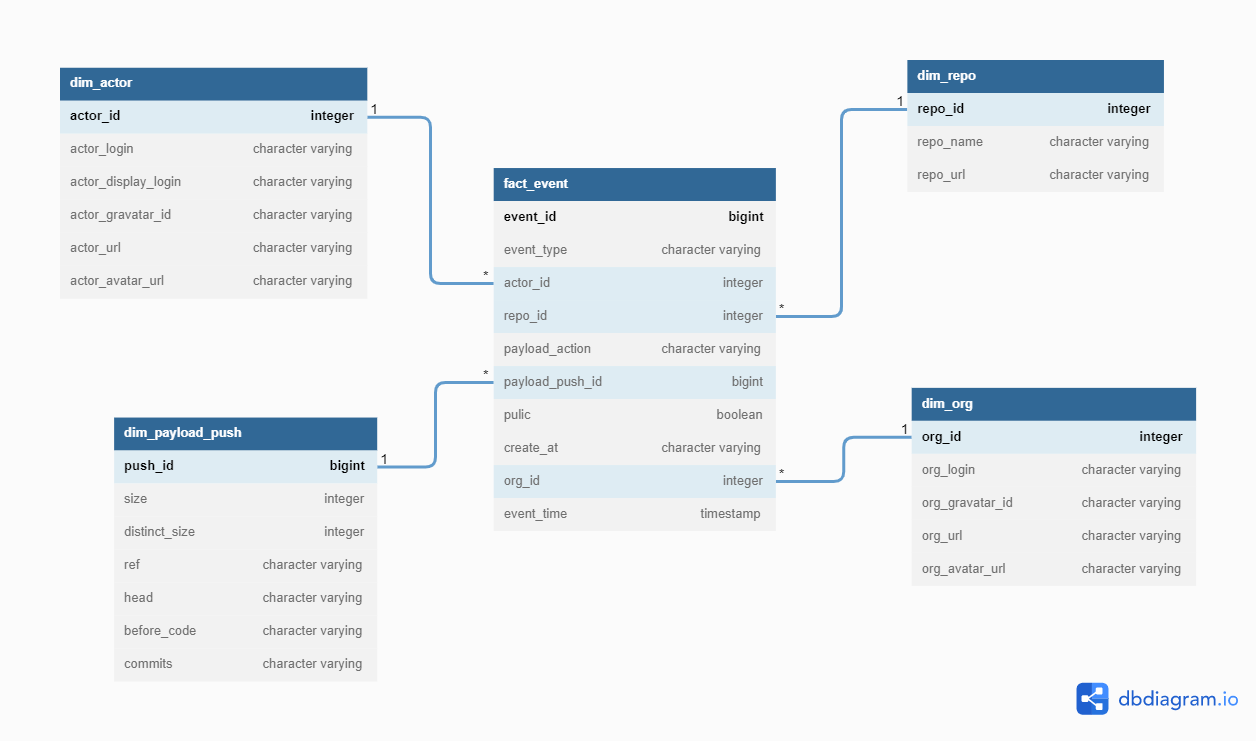 dim_actor
actor_id integer
actor_login character varying
actor_display_login character varying
actor_gravatar_id character varying
actor_url character varying
actor_avatar_url character varying
1
*
dim_repo
repo_id integer
repo_name character varying
repo_url character varying
1
*
fact_event
event_id bigint
event_type character varying
actor_id integer
repo_id integer
payload_action character varying
payload_push_id bigint
pulic boolean
create_at character varying
org_id integer
event_time timestamp
dim_payload_push
push_id bigint
size integer
distinct_size integer
ref character varying
head character varying
before_code character varying
commits character varying
1
*
dim_org
org_id integer
org_login character varying
org_gravatar_id character varying
org_url character varying
org_avatar_url character varying
1
*
dbdiagram.io